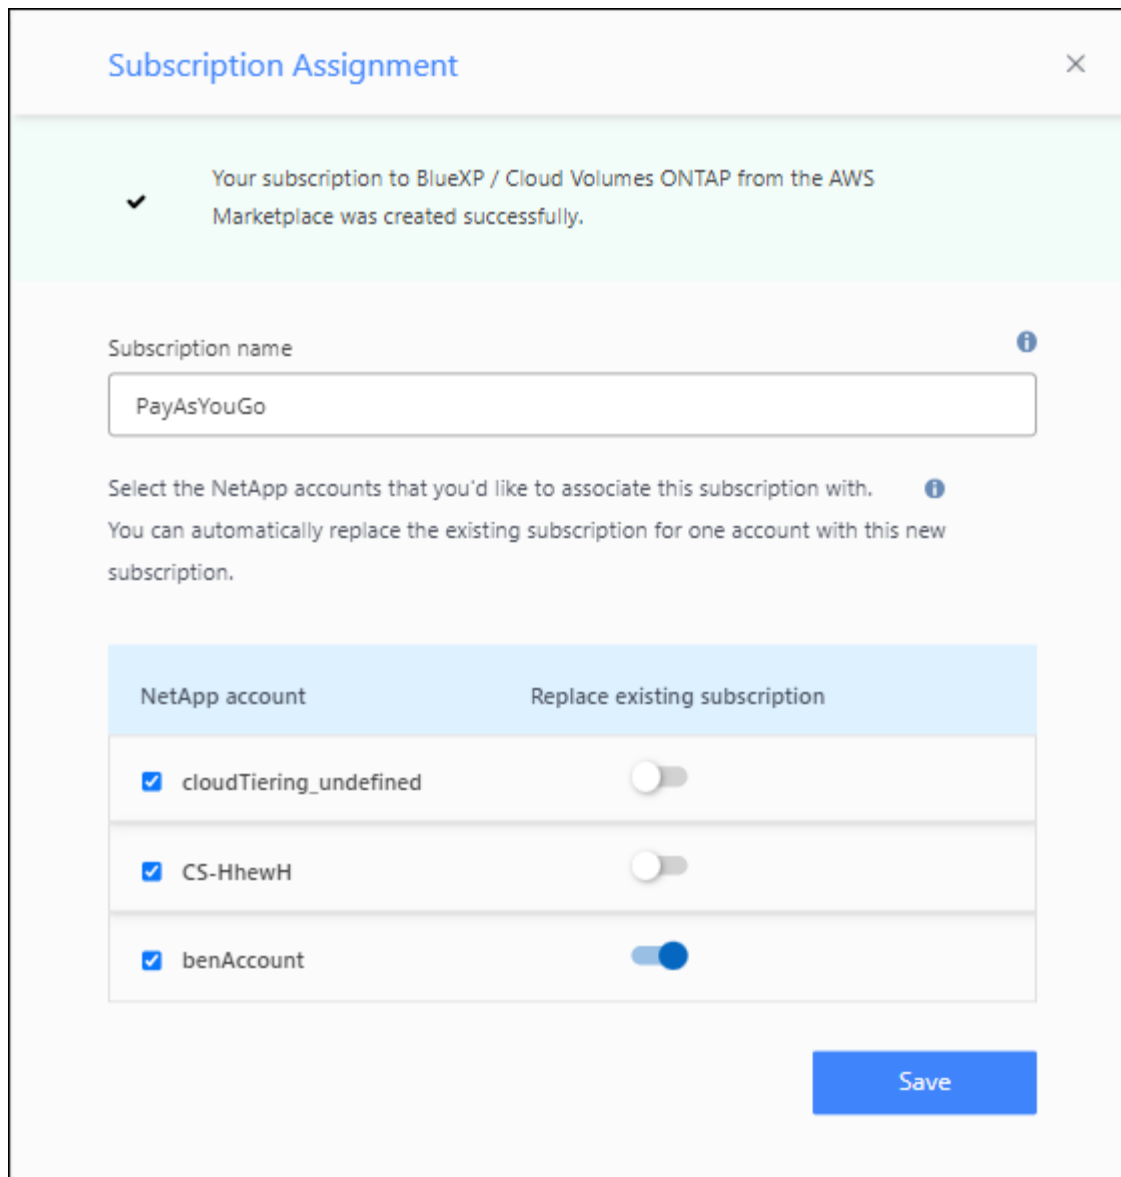 Subscription Assignment
Your subscription to BlueXP / Cloud Volumes ONTAP from the AWS
Marketplace was created successfully.
Subscription name
PayAsYouGo
Select the NetApp accounts that you'd like to associate this subscription with.
You can automatically replace the existing subscription for one account with this new
subscription.
NetApp account Replace existing subscription
cloudTiering_undefined
CS-HhewH
benAccount
Save